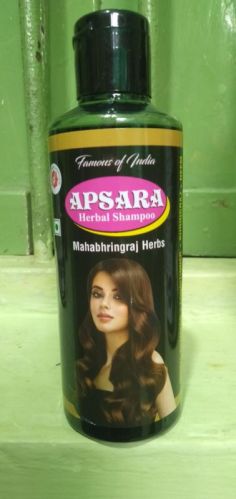 Famous of India
APSARA
Herbal Shampoo
Mahabhringraj Herbs